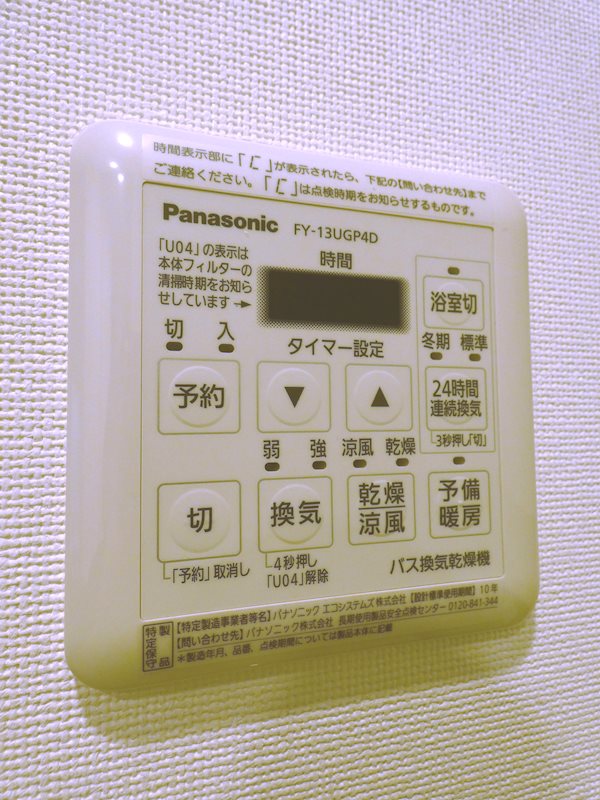 時間表示部に「C」が表示されたら、下記の【問い合わせ先】まで
ご連絡ください。「C」は点検時期をお知らせするものです。
Panasonic FY-13UGP4D
「U04」の表示は
本体フィルターの
清掃時期をお知ら
せしています→
時間
浴室切
切 入
タイマー設定
冬期 標準
予約
▼
▲
24時間
連続換気
3秒押し「切」
弱 強 涼風 乾燥
切
換気
乾燥
涼風
予備
暖房
「予約」取消し
4秒押し
「U04」解除
バス換気乾燥機
特定保守製品
【特定製造事業者等名】パナソニック エコシステムズ株式会社【設計標準使用期間】10年
【問い合わせ先】パナソニック株式会社 長期使用製品安全点検センター 0120-841-344
＊製造年月、品番、点検期間については製品本体に記載